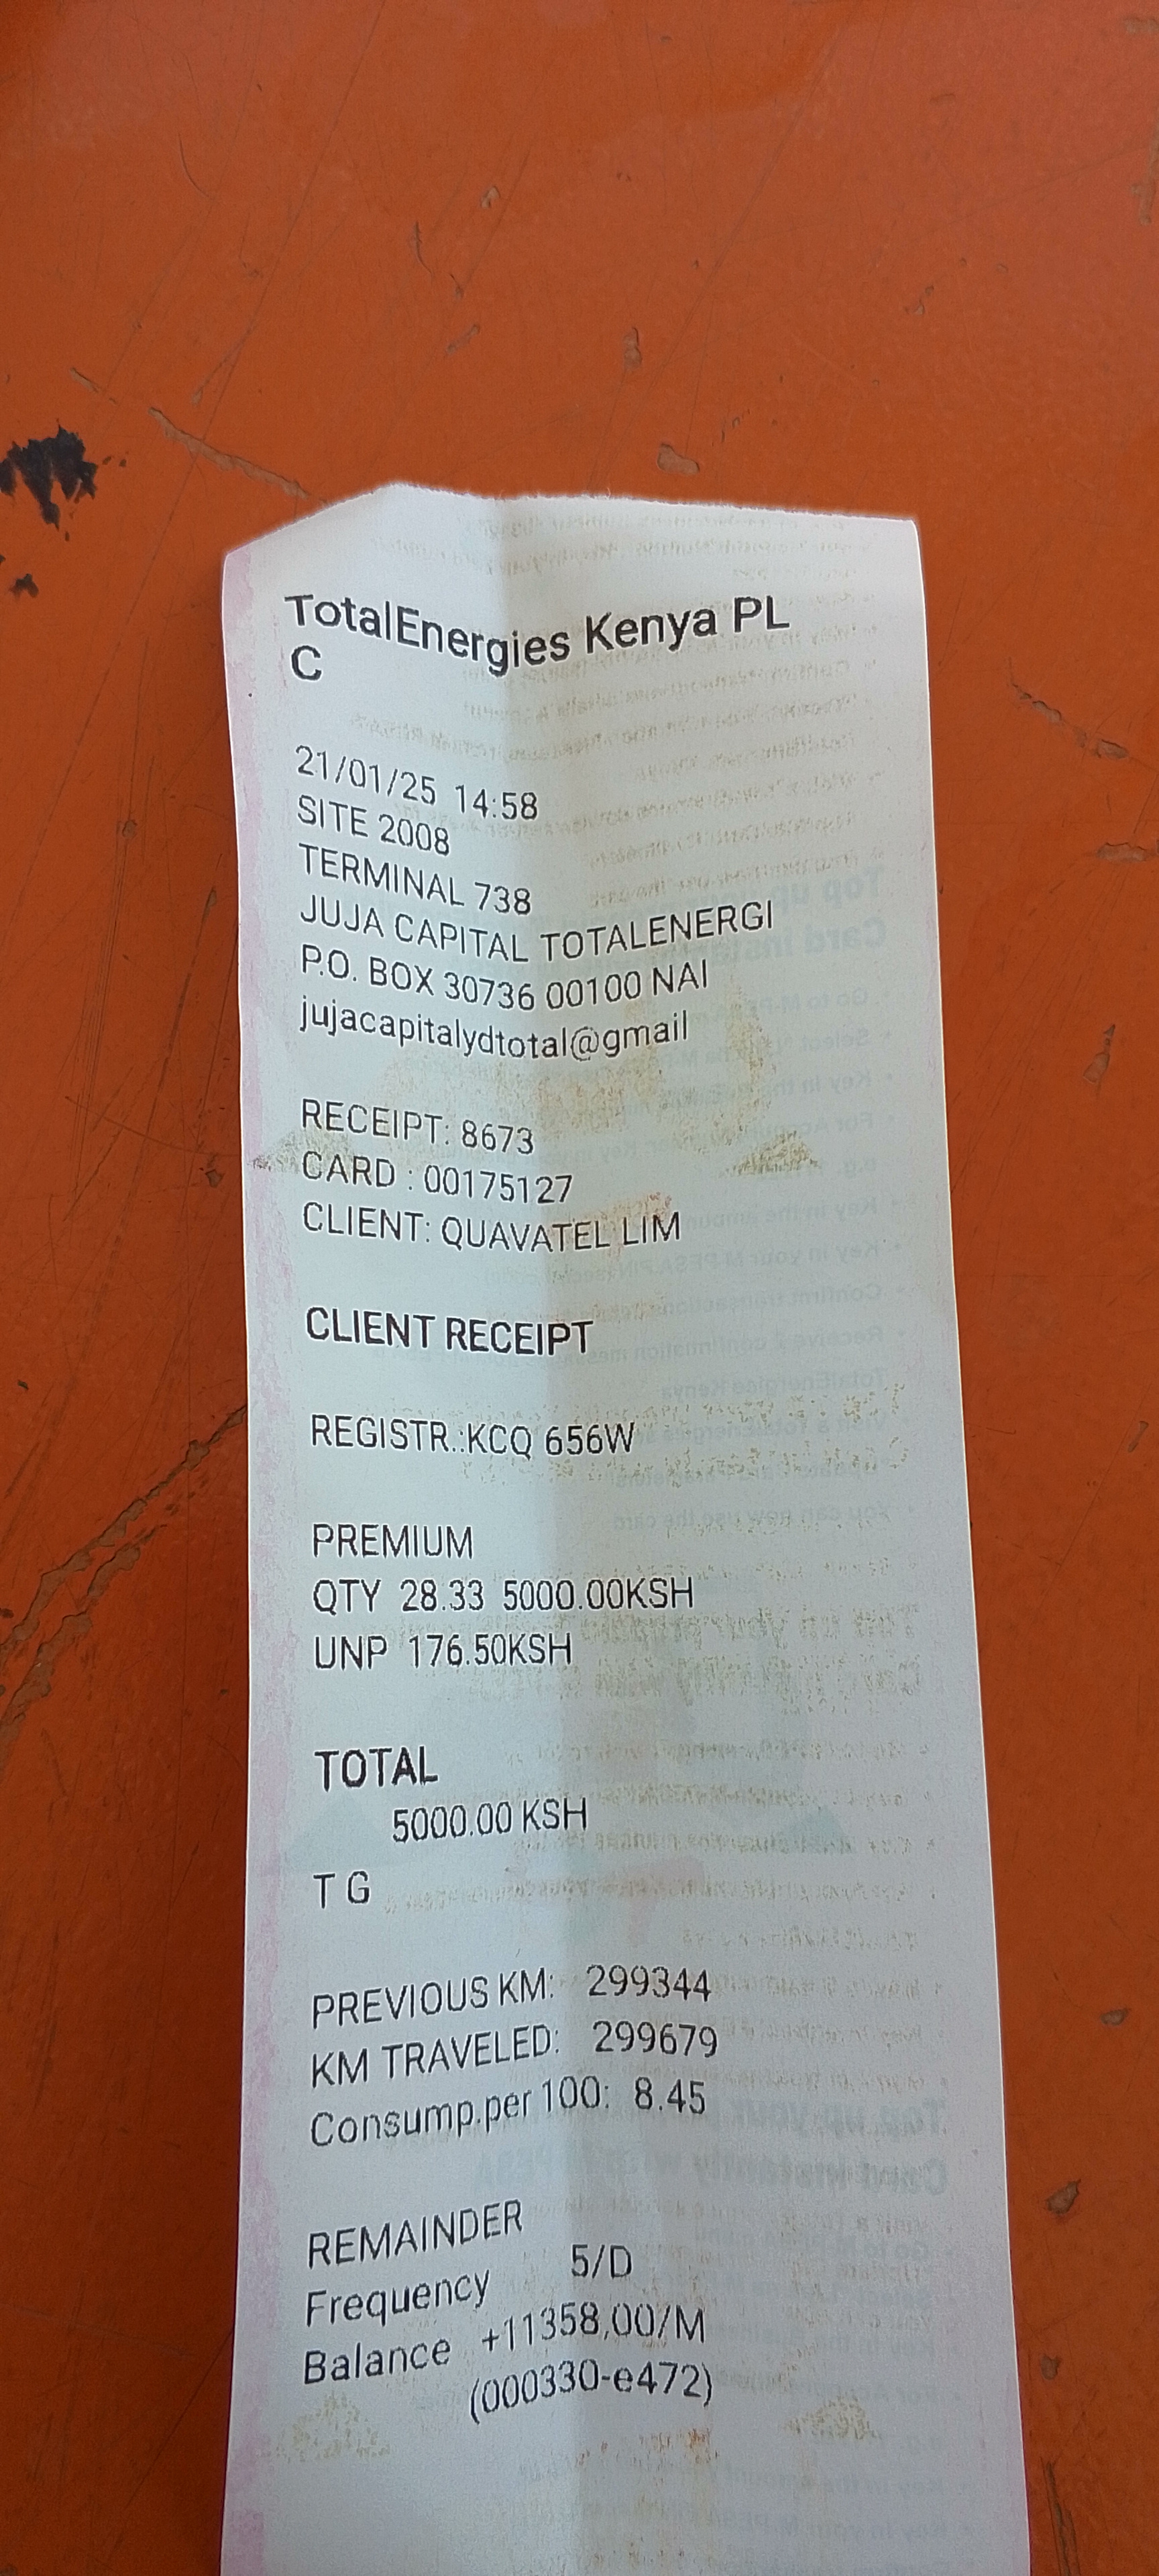 TotalEnergies Kenya PL
C
21/01/25 14:58
SITE 2008
TERMINAL 738
JUJA CAPITAL TOTALENERGI
P.O. BOX 30736 00100 NAI
jujacapitalydtotal@gmail
RECEIPT: 8673
CARD : 00175127
CLIENT: QUAVATEL LIM
CLIENT RECEIPT
REGISTR.:KCQ 656W
PREMIUM
QTY 28.33 5000.00KSH
UNP 176.50KSH
TOTAL
5000.00 KSH
T G
PREVIOUS KM: 299344
KM TRAVELED: 299679
Consump.per 100: 8.45
REMAINDER
Frequency 5/D
Balance +11358,00/M
(000330-e472)